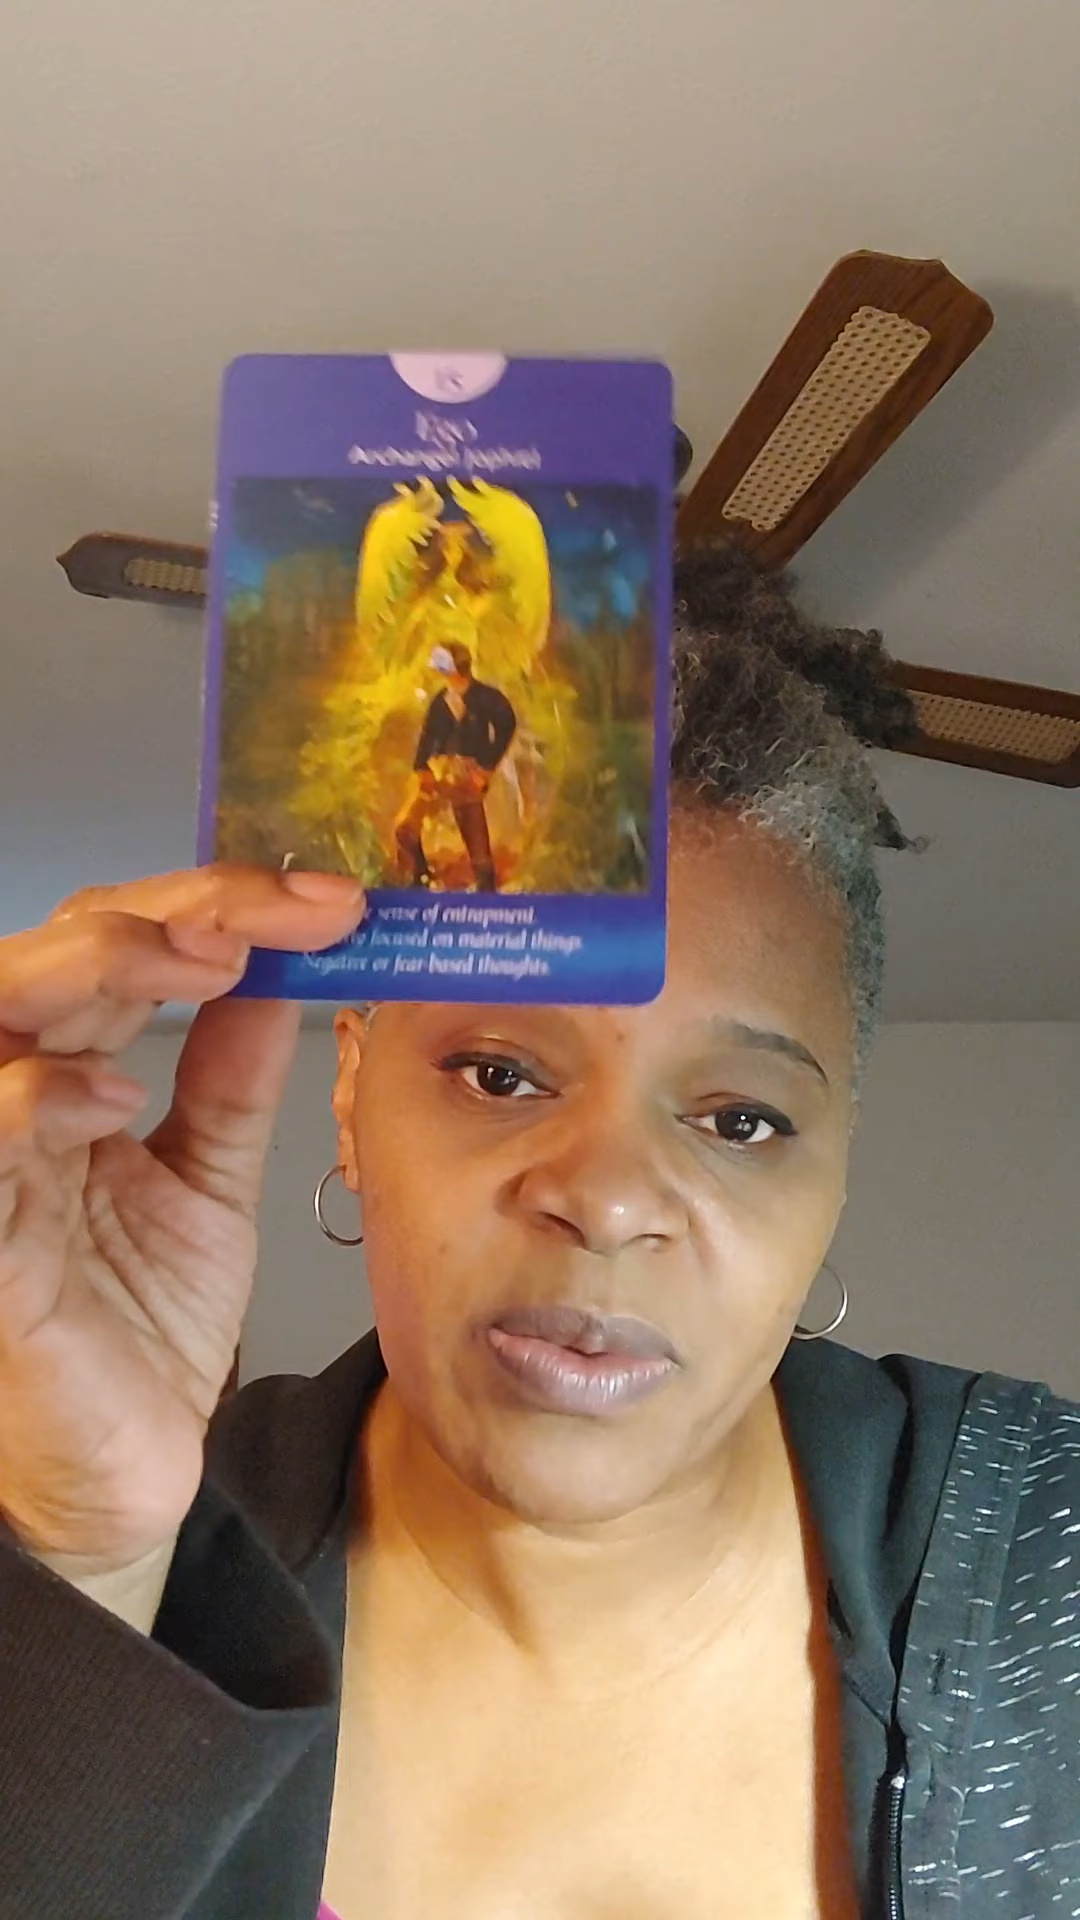 15
Ego
Archangel Jophiel
sense of entrapment.
focused on material things.
Negative or fear-based thoughts.